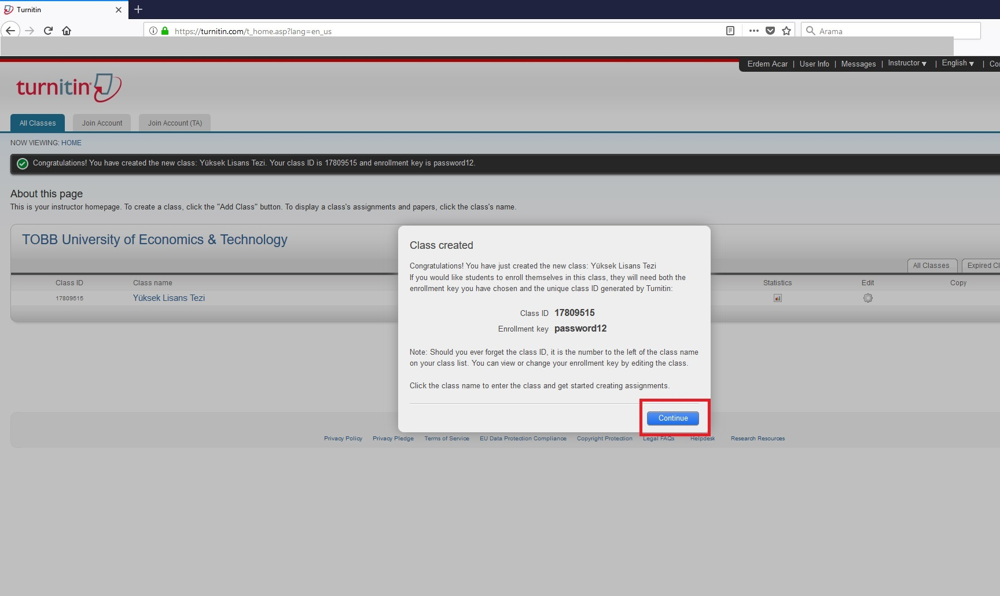 Turnitin
https://turnitin.com/t_home.asp?lang=en_us
Arama
Erdem Acar | User Info | Messages | Instructor ▼ | English ▼ |
turnitin
All Classes
Join Account
Join Account (TA)
NOW VIEWING: HOME
Congratulations! You have created the new class: Yüksek Lisans Tezi. Your class ID is 17809515 and enrollment key is password12.
About this page
This is your instructor homepage. To create a class, click the "Add Class" button. To display a class's assignments and papers, click the class's name.
TOBB University of Economics & Technology
All Classes
Expired Cl
Class ID
Class name
Statistics
Edit
Copy
17809515
Yüksek Lisans Tezi
Class created
Congratulations! You have just created the new class: Yüksek Lisans Tezi
If you would like students to enroll themselves in this class, they will need both the
enrollment key you have chosen and the unique class ID generated by Turnitin:
Class ID 17809515
Enrollment key password12
Note: Should you ever forget the class ID, it is the number to the left of the class name
on your class list. You can view or change your enrollment key by editing the class.
Click the class name to enter the class and get started creating assignments.
Continue
Privacy Policy
Privacy Pledge
Terms of Service
EU Data Protection Compliance
Copyright Protection
Legal FAQs
Helpdesk
Research Resources